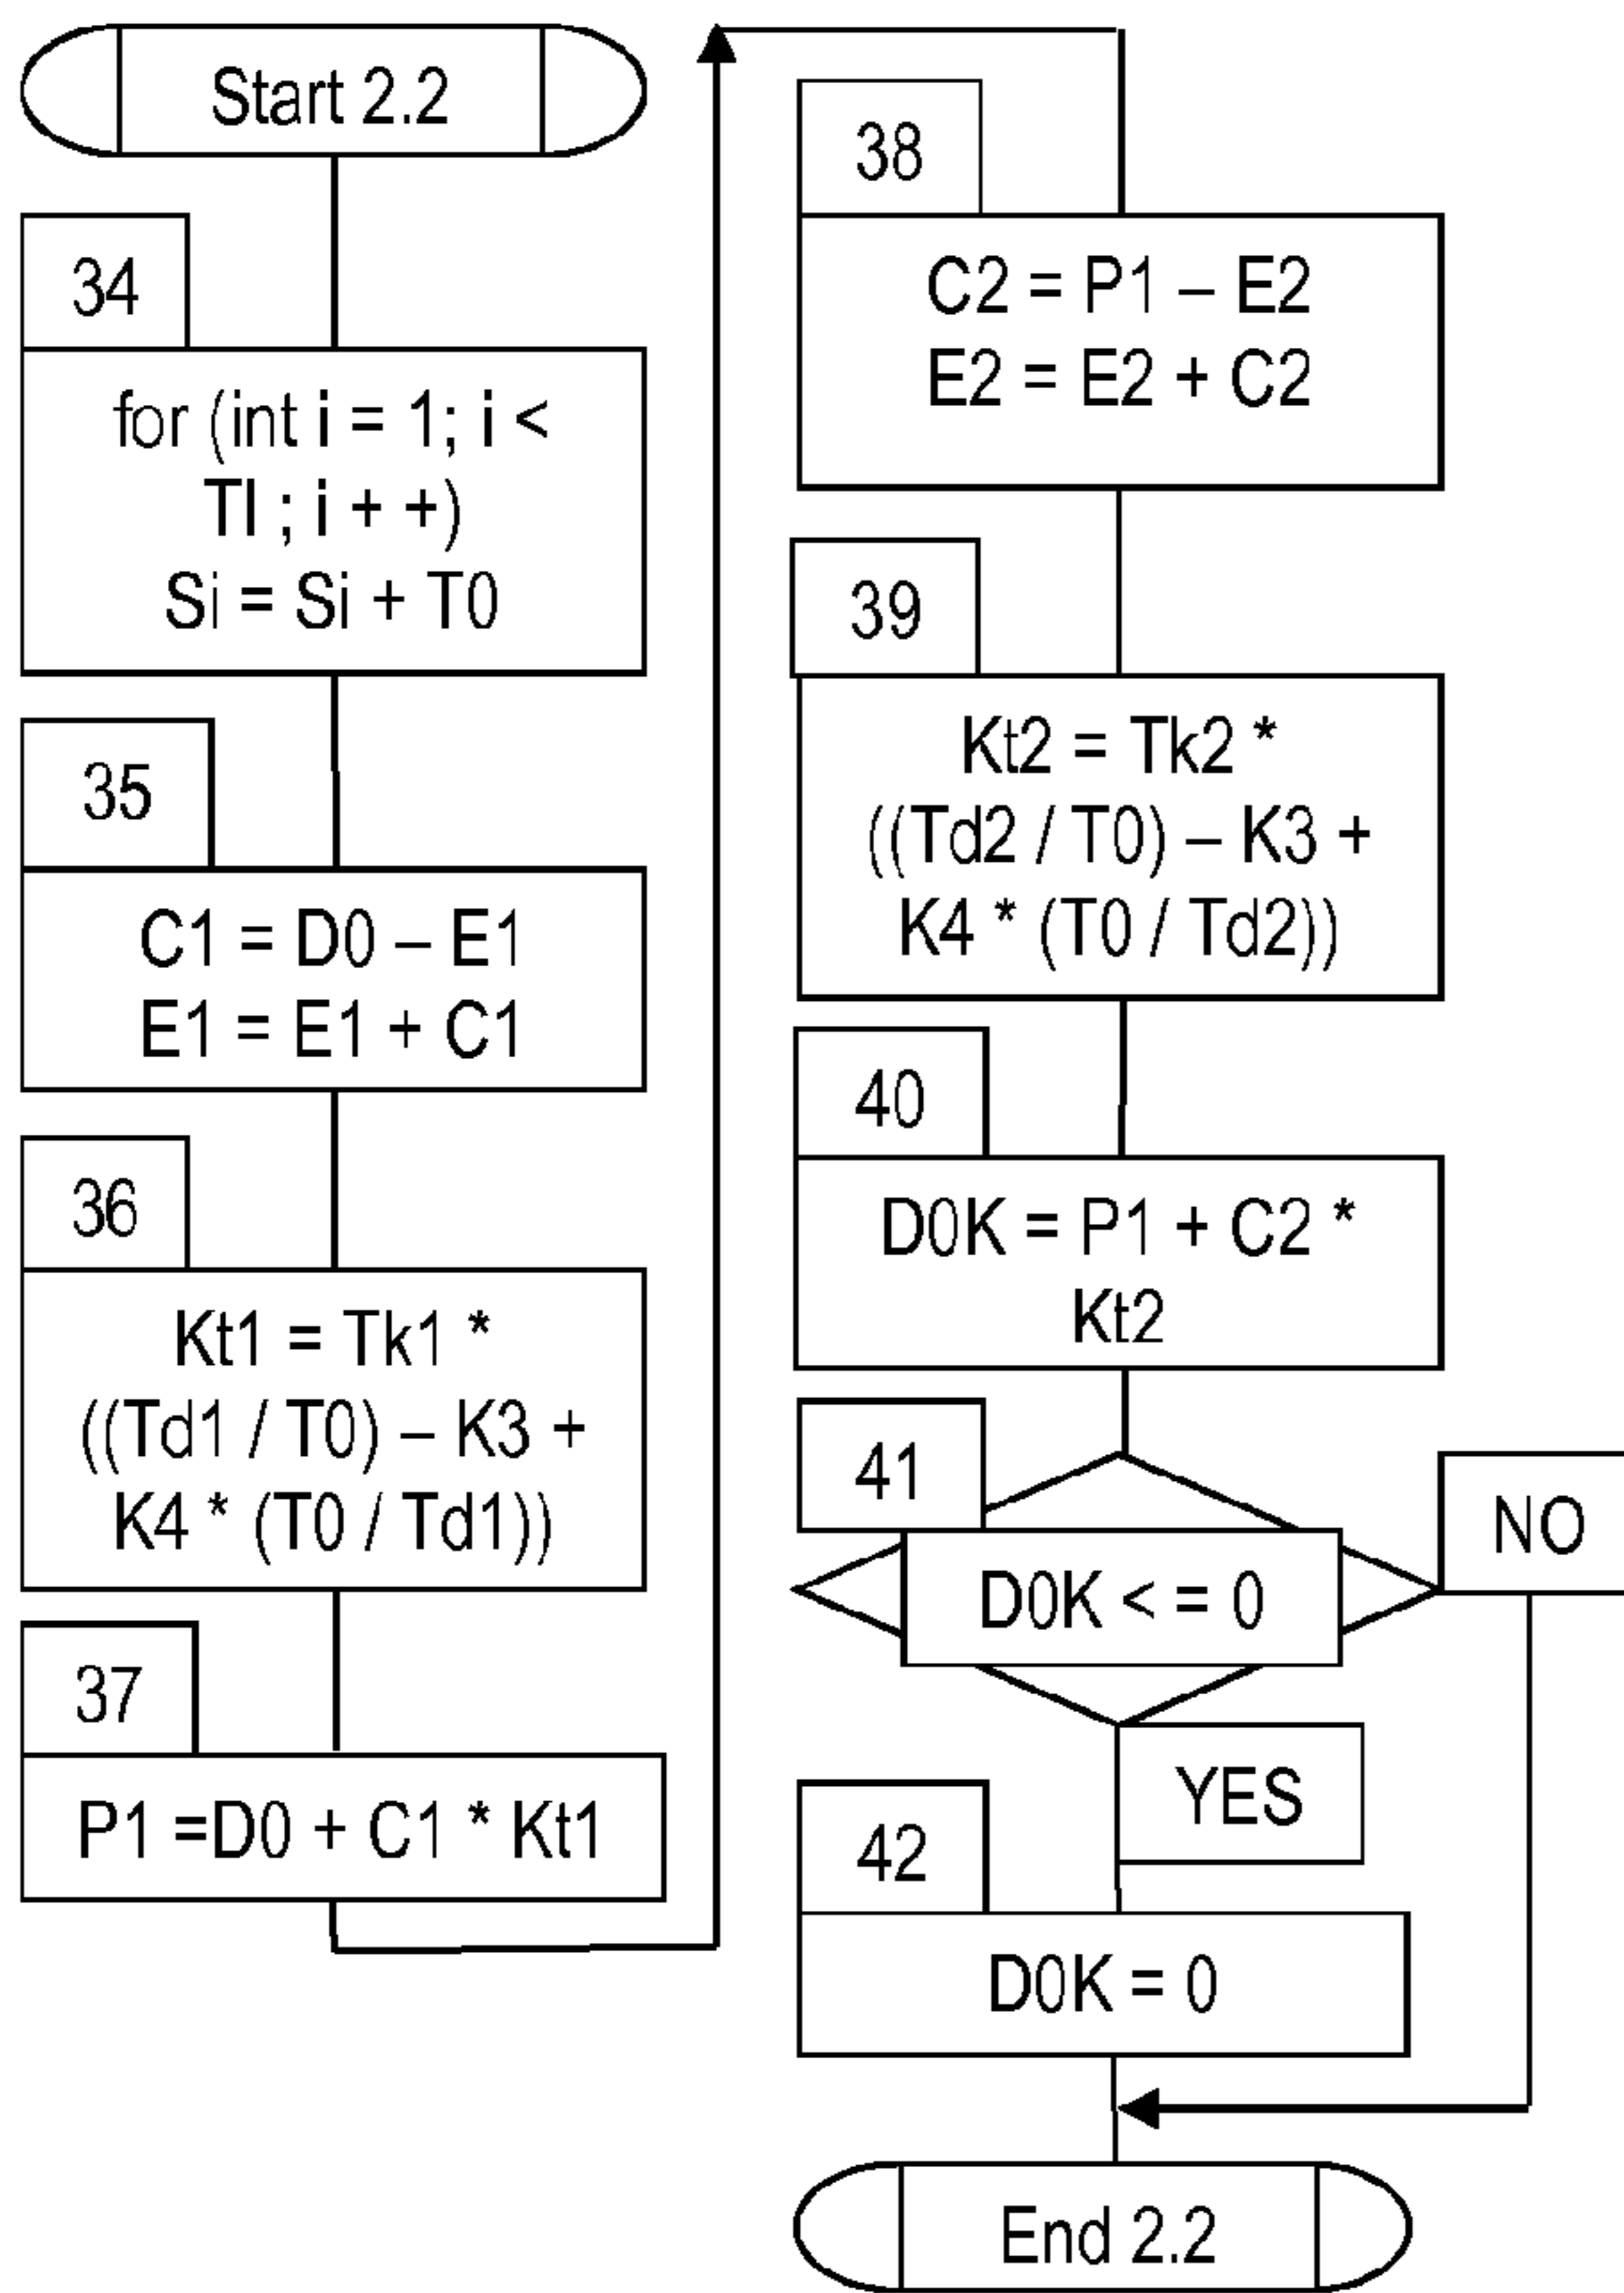 Start 2.2
34
for (int i = 1; i <
TI ; i + +)
Si = Si + T0
35
C1 = D0 – E1
E1 = E1 + C1
36
Kt1 = Tk1 *
((Td1 / T0) – K3 +
K4 * (T0 / Td1))
37
P1 =D0 + C1 * Kt1
38
C2 = P1 – E2
E2 = E2 + C2
39
Kt2 = Tk2 *
((Td2 / T0) – K3 +
K4 * (T0 / Td2))
40
D0K = P1 + C2 *
Kt2
41
D0K < = 0
NO
YES
42
D0K = 0
End 2.2